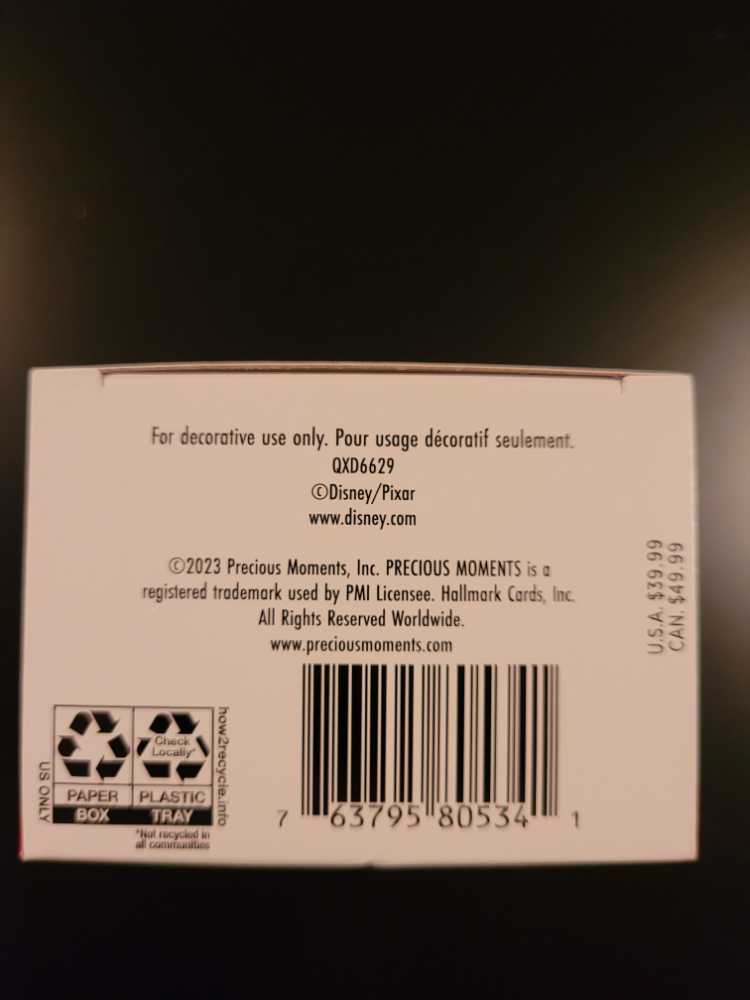 For decorative use only. Pour usage décoratif seulement.
QXD6629
©Disney/Pixar
www.disney.com
©2023 Precious Moments, Inc. PRECIOUS MOMENTS is a
registered trademark used by PMI Licensee. Hallmark Cards, Inc.
All Rights Reserved Worldwide.
www.preciousmoments.com
U.S.A. $39.99
CAN. $49.99
US ONLY
Check
Locally*
PAPER
BOX
PLASTIC
TRAY
*Not recycled in
all communities
how2recycle.info
7 63795 80534 1